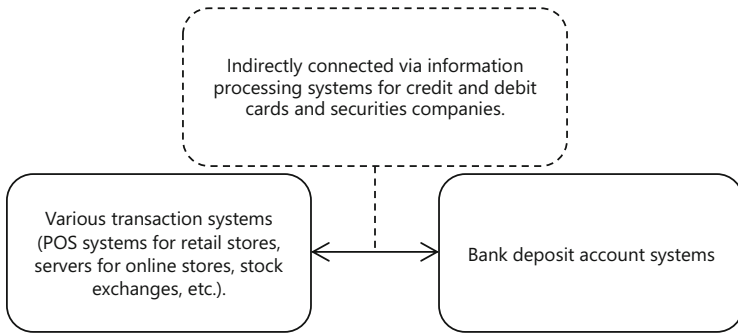 Indirectly connected via information
processing systems for credit and debit
cards and securities companies.
Various transaction systems
(POS systems for retail stores,
servers for online stores, stock
exchanges, etc.).
Bank deposit account systems